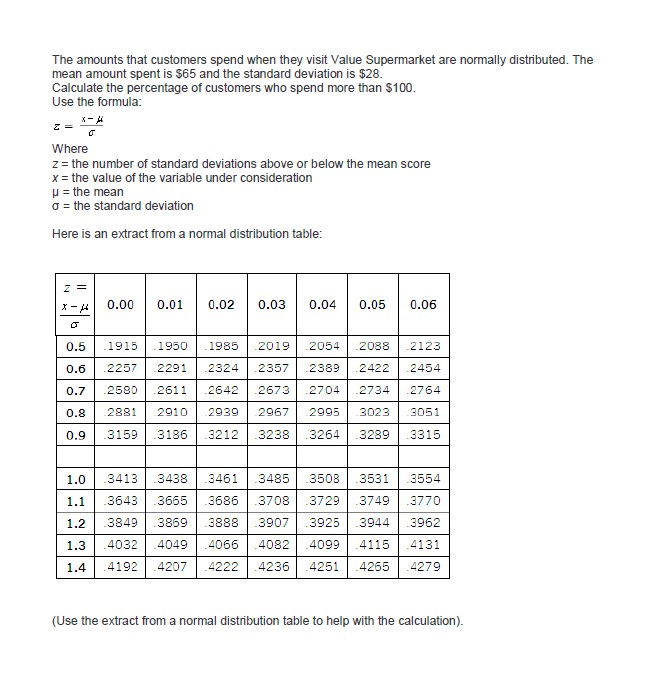 The amounts that customers spend when they visit Value Supermarket are normally distributed. The
mean amount spent is $65 and the standard deviation is $28.
Calculate the percentage of customers who spend more than $100.
Use the formula:
z = x - μ / σ
Where
z = the number of standard deviations above or below the mean score
x = the value of the variable under consideration
μ = the mean
σ = the standard deviation
Here is an extract from a normal distribution table:
z = x - μ / σ 0.00 0.01 0.02 0.03 0.04 0.05 0.06
0.5 .1915 .1950 .1985 .2019 .2054 .2088 .2123
0.6 .2257 .2291 .2324 .2357 .2389 .2422 .2454
0.7 .2580 .2611 .2642 .2673 .2704 .2734 .2764
0.8 .2881 .2910 .2939 .2967 .2995 .3023 .3051
0.9 .3159 .3186 .3212 .3238 .3264 .3289 .3315
1.0 .3413 .3438 .3461 .3485 .3508 .3531 .3554
1.1 .3643 .3665 .3686 .3708 .3729 .3749 .3770
1.2 .3849 .3869 .3888 .3907 .3925 .3944 .3962
1.3 .4032 .4049 .4066 .4082 .4099 .4115 .4131
1.4 .4192 .4207 .4222 .4236 .4251 .4265 .4279
(Use the extract from a normal distribution table to help with the calculation).